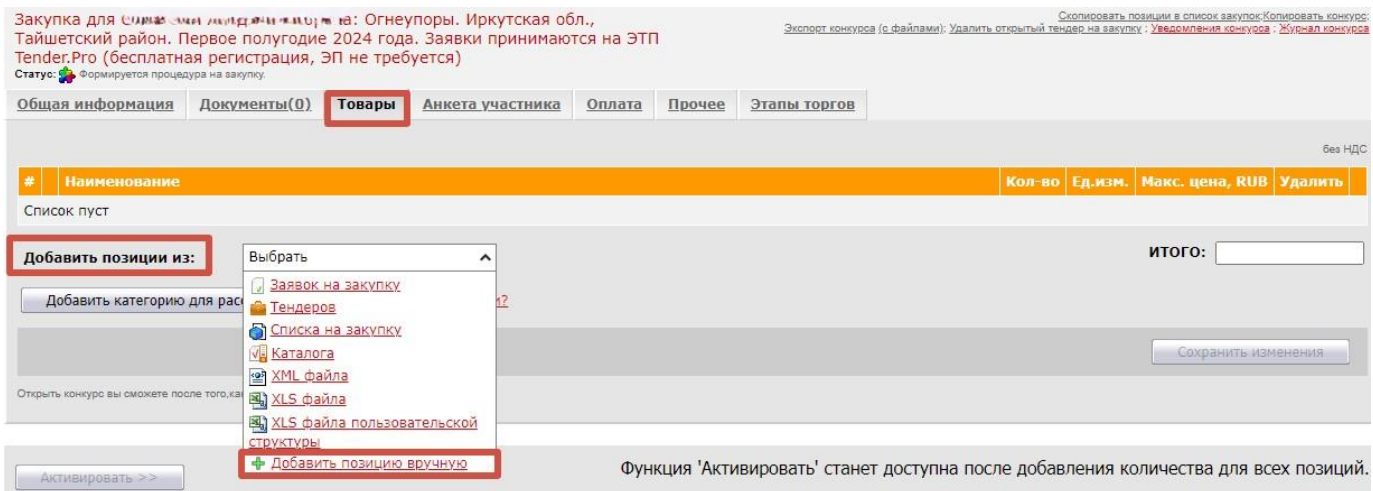 Закупка для : Огнеупоры. Иркутская обл.,
Тайшетский район. Первое полугодие 2024 года. Заявки принимаются на ЭТП
Tender.Pro (бесплатная регистрация, ЭП не требуется)
Статус: Формируется процедура на закупку.
Скопировать позиции в список закупок;Копировать конкурс;
Экспорт конкурса (с файлами); Удалить открытый тендер на закупку ; Уведомления конкурса ; Журнал конкурса
Общая информация Документы(0) Товары Анкета участника Оплата Прочее Этапы торгов
без НДС
# Наименование Кол-во Ед.изм. Макс. цена, RUB Удалить
Список пуст
Добавить позиции из: Выбрать ИТОГО:
Заявок на закупку
Добавить категорию для Тендеров
Списка на закупку
Каталога Сохранить изменения
XML файла
Открыть конкурс вы сможете после того, XLS файла
XLS файла пользовательской
структуры
Добавить позицию вручную
Активировать >> Функция 'Активировать' станет доступна после добавления количества для всех позиций.